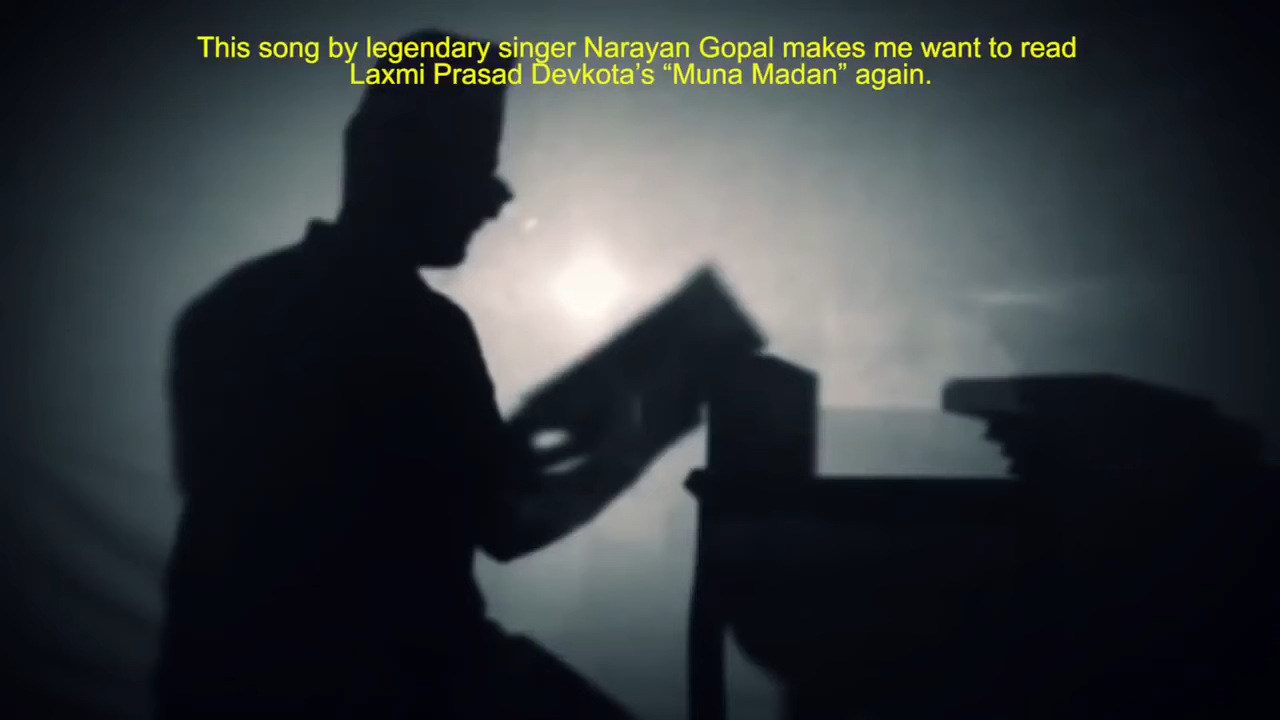 This song by legendary singer Narayan Gopal makes me want to read
Laxmi Prasad Devkota’s “Muna Madan” again.